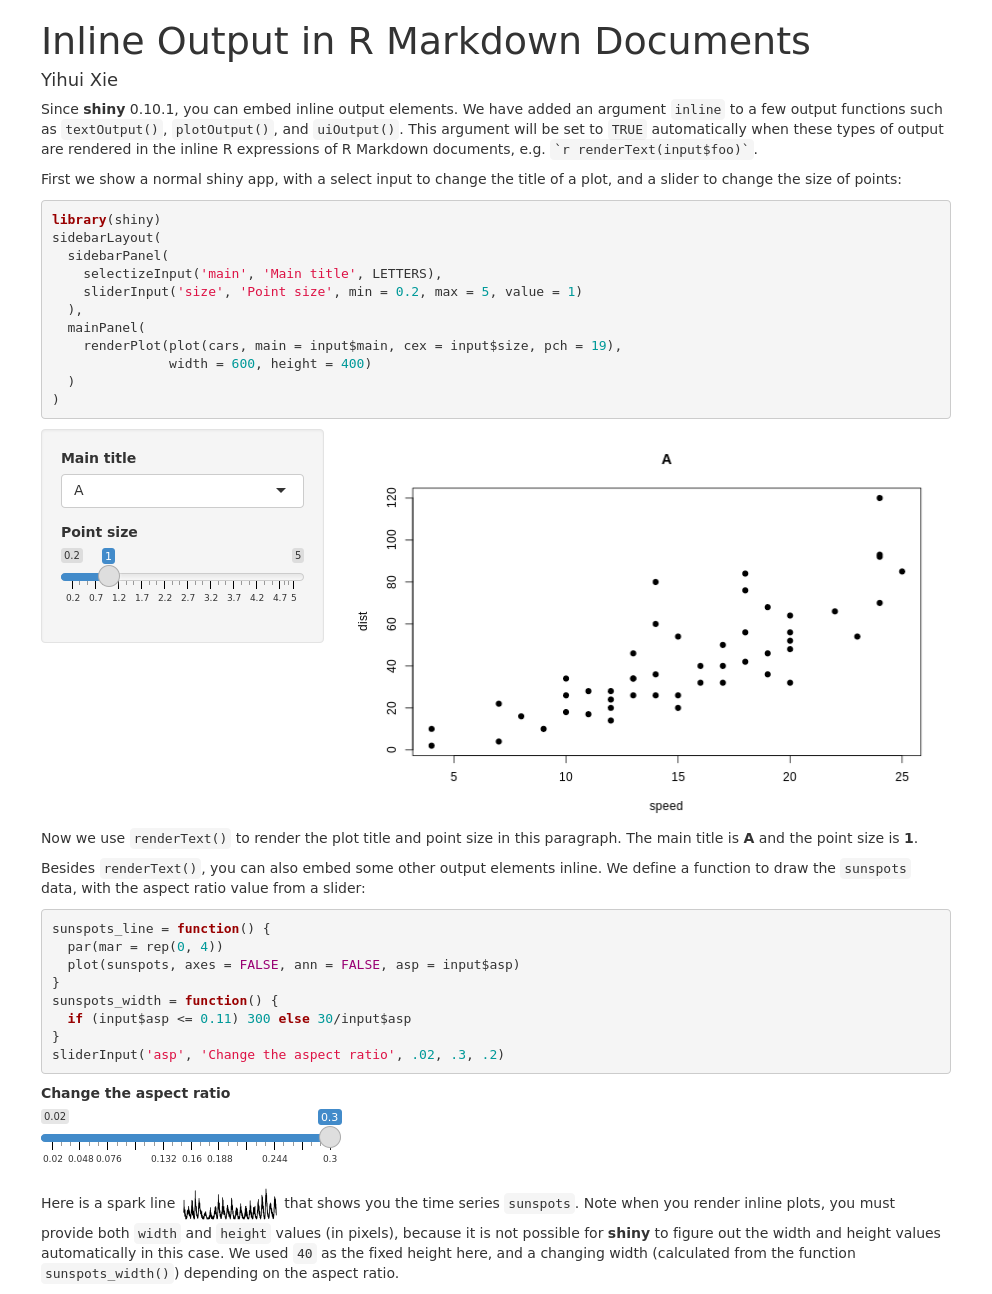 Inline Output in R Markdown Documents
Yihui Xie
Since shiny 0.10.1, you can embed inline output elements. We have added an argument inline to a few output functions such
as textOutput(), plotOutput(), and uiOutput(). This argument will be set to TRUE automatically when these types of output
are rendered in the inline R expressions of R Markdown documents, e.g. `r renderText(input$foo)`.
First we show a normal shiny app, with a select input to change the title of a plot, and a slider to change the size of points:
library(shiny)
sidebarLayout(
  sidebarPanel(
    selectizeInput('main', 'Main title', LETTERS),
    sliderInput('size', 'Point size', min = 0.2, max = 5, value = 1)
  ),
  mainPanel(
    renderPlot(plot(cars, main = input$main, cex = input$size, pch = 19),
               width = 600, height = 400)
  )
)
Main title
A
Point size
0.2 1 5
0.2 0.7 1.2 1.7 2.2 2.7 3.2 3.7 4.2 4.7 5
A
dist
120
100
80
60
40
20
0
5 10 15 20 25
speed
Now we use renderText() to render the plot title and point size in this paragraph. The main title is A and the point size is 1.
Besides renderText(), you can also embed some other output elements inline. We define a function to draw the sunspots
data, with the aspect ratio value from a slider:
sunspots_line = function() {
  par(mar = rep(0, 4))
  plot(sunspots, axes = FALSE, ann = FALSE, asp = input$asp)
}
sunspots_width = function() {
  if (input$asp <= 0.11) 300 else 30/input$asp
}
sliderInput('asp', 'Change the aspect ratio', .02, .3, .2)
Change the aspect ratio
0.02 0.3
0.02 0.048 0.076 0.132 0.16 0.188 0.244 0.3
Here is a spark line that shows you the time series sunspots. Note when you render inline plots, you must
provide both width and height values (in pixels), because it is not possible for shiny to figure out the width and height values
automatically in this case. We used 40 as the fixed height here, and a changing width (calculated from the function
sunspots_width()) depending on the aspect ratio.